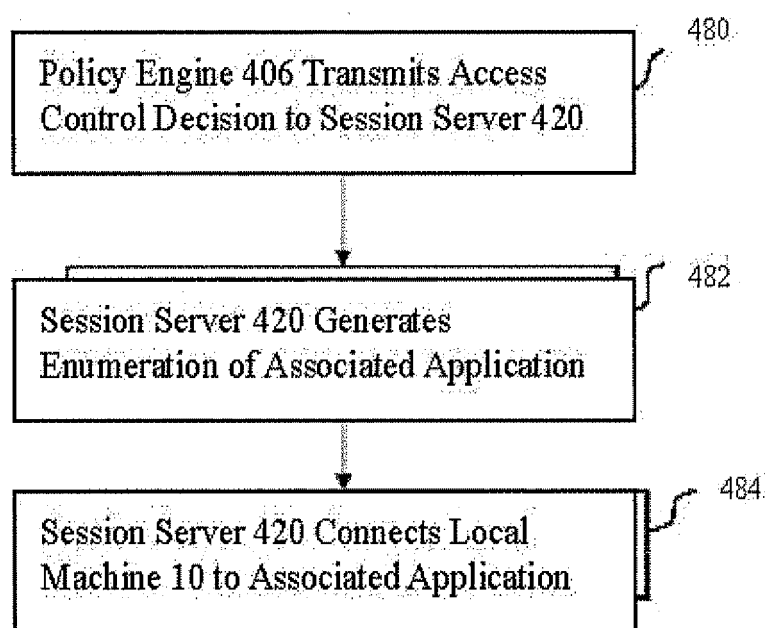 480
Policy Engine 406 Transmits Access
Control Decision to Session Server 420
482
Session Server 420 Generates
Enumeration of Associated Application
484
Session Server 420 Connects Local
Machine 10 to Associated Application